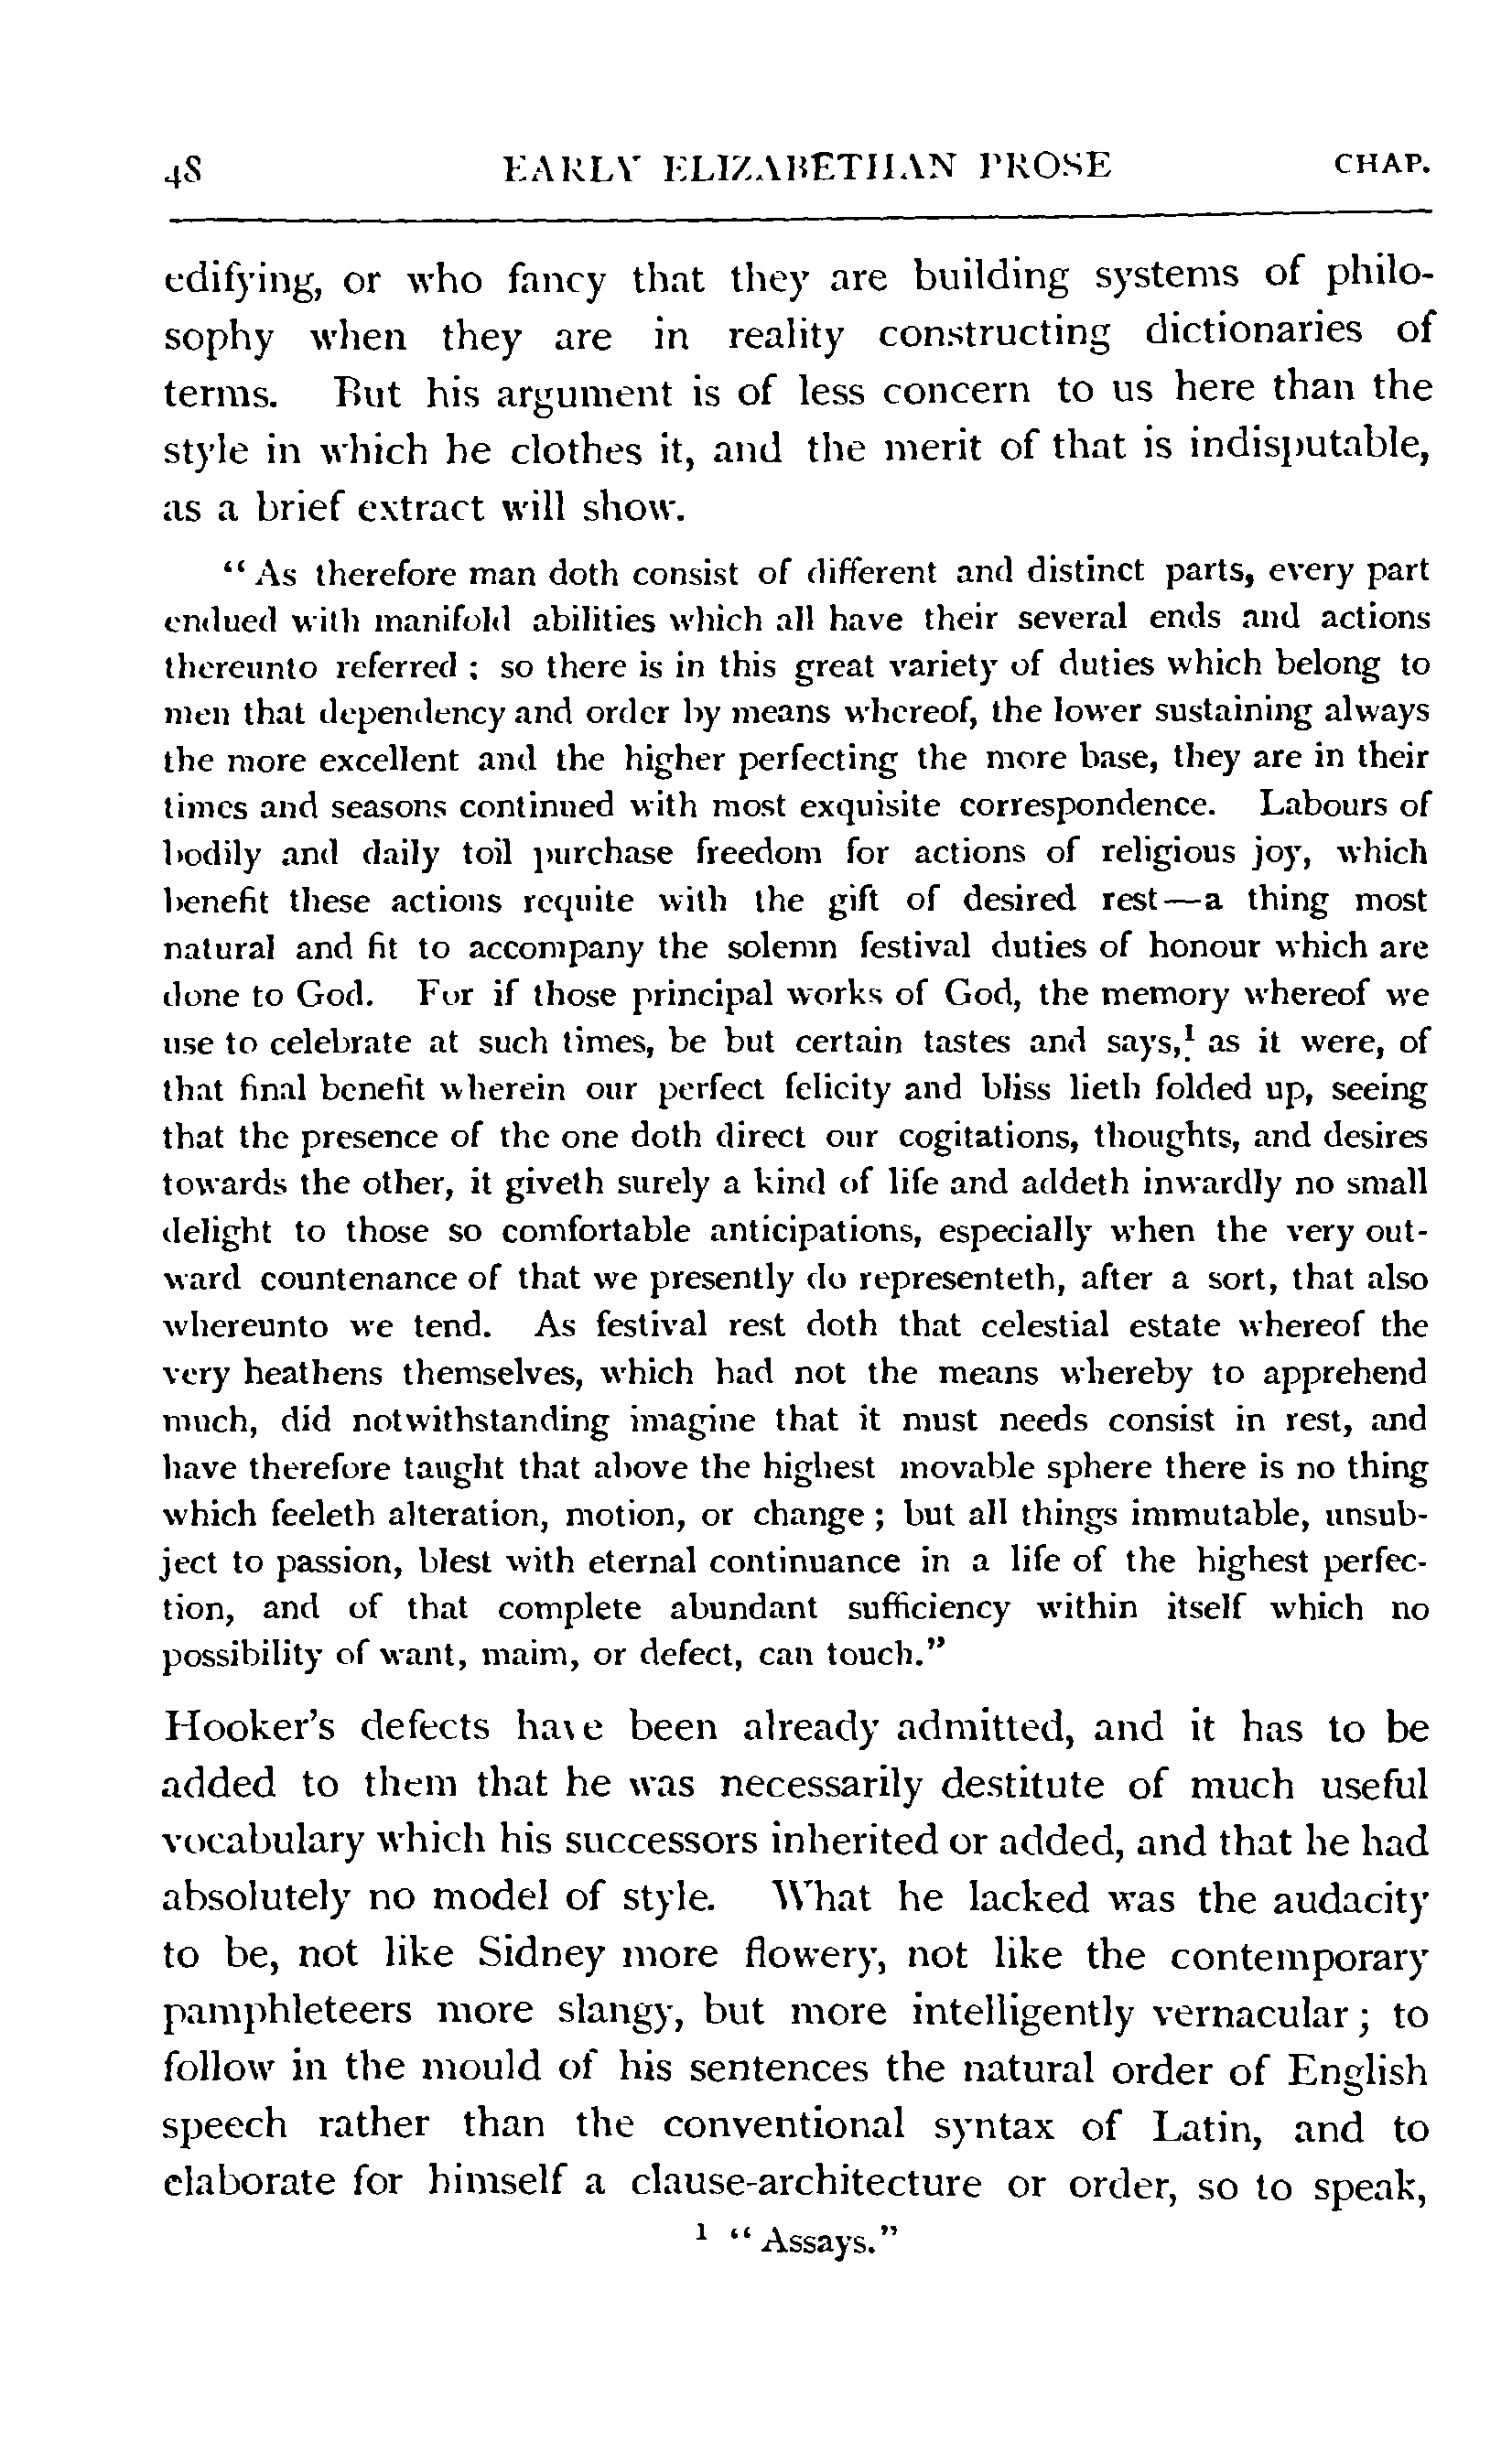 48 EARLY ELIZABETHAN PROSE CHAP.
edifying, or who fancy that they are building systems of philo-
sophy when they are in reality constructing dictionaries of
terms. But his argument is of less concern to us here than the
style in which he clothes it, and the merit of that is indisputable,
as a brief extract will show.
“As therefore man doth consist of different and distinct parts, every part
endued with manifold abilities which all have their several ends and actions
thereunto referred ; so there is in this great variety of duties which belong to
men that dependency and order by means whereof, the lower sustaining always
the more excellent and the higher perfecting the more base, they are in their
times and seasons continued with most exquisite correspondence. Labours of
bodily and daily toil purchase freedom for actions of religious joy, which
benefit these actions requite with the gift of desired rest—a thing most
natural and fit to accompany the solemn festival duties of honour which are
done to God. For if those principal works of God, the memory whereof we
use to celebrate at such times, be but certain tastes and says,¹ as it were, of
that final benefit wherein our perfect felicity and bliss lieth folded up, seeing
that the presence of the one doth direct our cogitations, thoughts, and desires
towards the other, it giveth surely a kind of life and addeth inwardly no small
delight to those so comfortable anticipations, especially when the very out-
ward countenance of that we presently do representeth, after a sort, that also
whereunto we tend. As festival rest doth that celestial estate whereof the
very heathens themselves, which had not the means whereby to apprehend
much, did notwithstanding imagine that it must needs consist in rest, and
have therefore taught that above the highest movable sphere there is no thing
which feeleth alteration, motion, or change ; but all things immutable, unsub-
ject to passion, blest with eternal continuance in a life of the highest perfec-
tion, and of that complete abundant sufficiency within itself which no
possibility of want, maim, or defect, can touch.”
Hooker’s defects have been already admitted, and it has to be
added to them that he was necessarily destitute of much useful
vocabulary which his successors inherited or added, and that he had
absolutely no model of style. What he lacked was the audacity
to be, not like Sidney more flowery, not like the contemporary
pamphleteers more slangy, but more intelligently vernacular ; to
follow in the mould of his sentences the natural order of English
speech rather than the conventional syntax of Latin, and to
elaborate for himself a clause-architecture or order, so to speak,
¹ “Assays.”